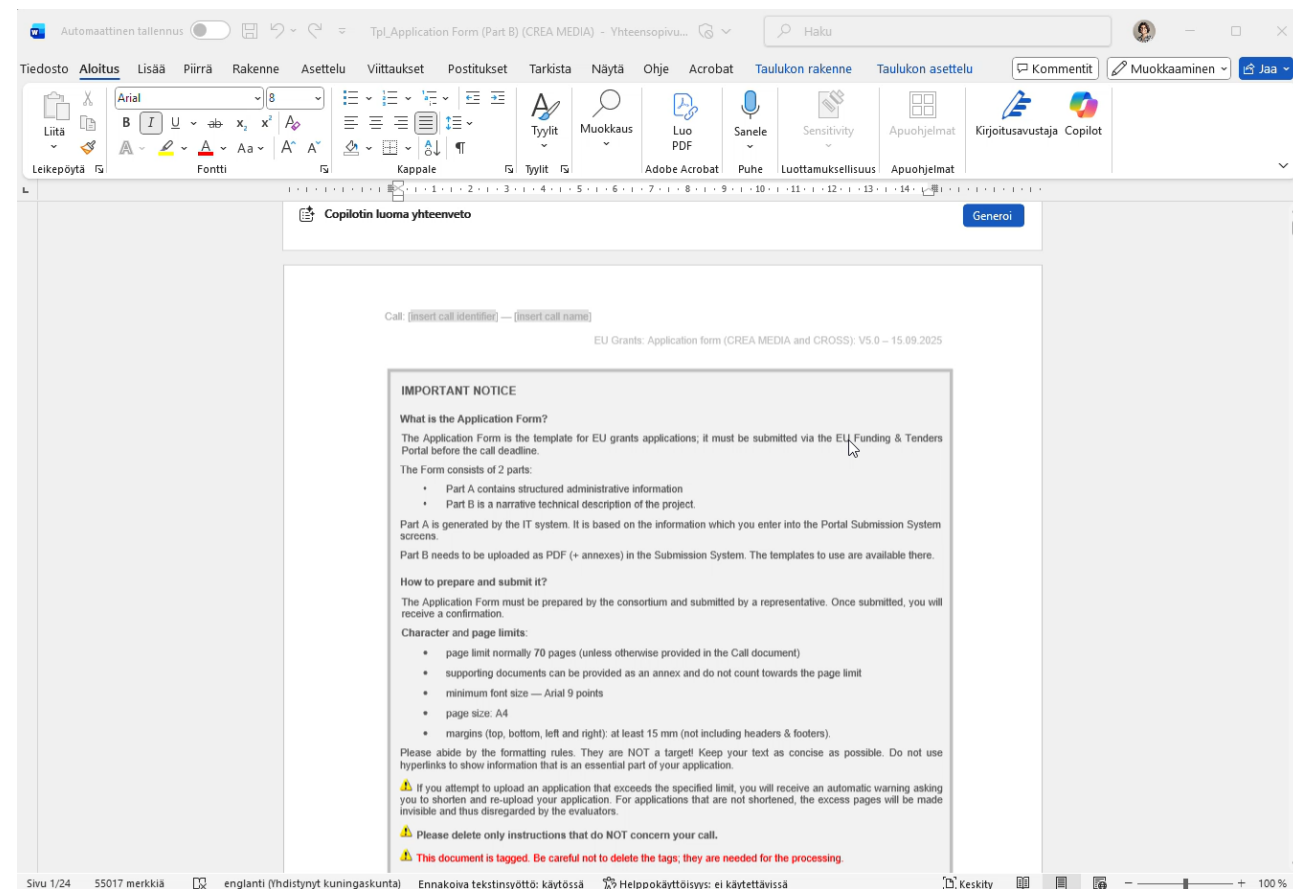 Automaattinen tallennus
Tpl_Application Form (Part B) (CREA MEDIA) - Yhteensopivu...
Haku
Tiedosto Aloitus Lisää Piirrä Rakenne Asettelu Viittaukset Postitukset Tarkista Näytä Ohje Acrobat Taulukon rakenne Taulukon asettelu Kommentit Muokkaaminen Jaa
Arial 8
Liitä
B I U ab x₂ x² A
A A Aa A^ A˅
Tyylit Muokkaus Luo PDF Sanele Sensitivity Apuohjelmat Kirjoitusavustaja Copilot
Leikepöytä Fontti Kappale Tyylit Adobe Acrobat Puhe Luottamuksellisuus Apuohjelmat
1 2 3 4 5 6 7 8 9 10 11 12 13 14
Copilotin luoma yhteenveto Generoi
Call: [insert call identifier] — [insert call name]
EU Grants: Application form (CREA MEDIA and CROSS): V5.0 – 15.09.2025
IMPORTANT NOTICE
What is the Application Form?
The Application Form is the template for EU grants applications; it must be submitted via the EU Funding & Tenders
Portal before the call deadline.
The Form consists of 2 parts:
• Part A contains structured administrative information
• Part B is a narrative technical description of the project.
Part A is generated by the IT system. It is based on the information which you enter into the Portal Submission System
screens.
Part B needs to be uploaded as PDF (+ annexes) in the Submission System. The templates to use are available there.
How to prepare and submit it?
The Application Form must be prepared by the consortium and submitted by a representative. Once submitted, you will
receive a confirmation.
Character and page limits:
• page limit normally 70 pages (unless otherwise provided in the Call document)
• supporting documents can be provided as an annex and do not count towards the page limit
• minimum font size — Arial 9 points
• page size: A4
• margins (top, bottom, left and right): at least 15 mm (not including headers & footers).
Please abide by the formatting rules. They are NOT a target! Keep your text as concise as possible. Do not use
hyperlinks to show information that is an essential part of your application.
If you attempt to upload an application that exceeds the specified limit, you will receive an automatic warning asking
you to shorten and re-upload your application. For applications that are not shortened, the excess pages will be made
invisible and thus disregarded by the evaluators.
Please delete only instructions that do NOT concern your call.
This document is tagged. Be careful not to delete the tags; they are needed for the processing.
Sivu 1/24 55017 merkkiä englanti (Yhdistynyt kuningaskunta) Ennakoiva tekstinsyöttö: käytössä Helppokäyttöisyys: ei käytettävissä Keskity 100 %